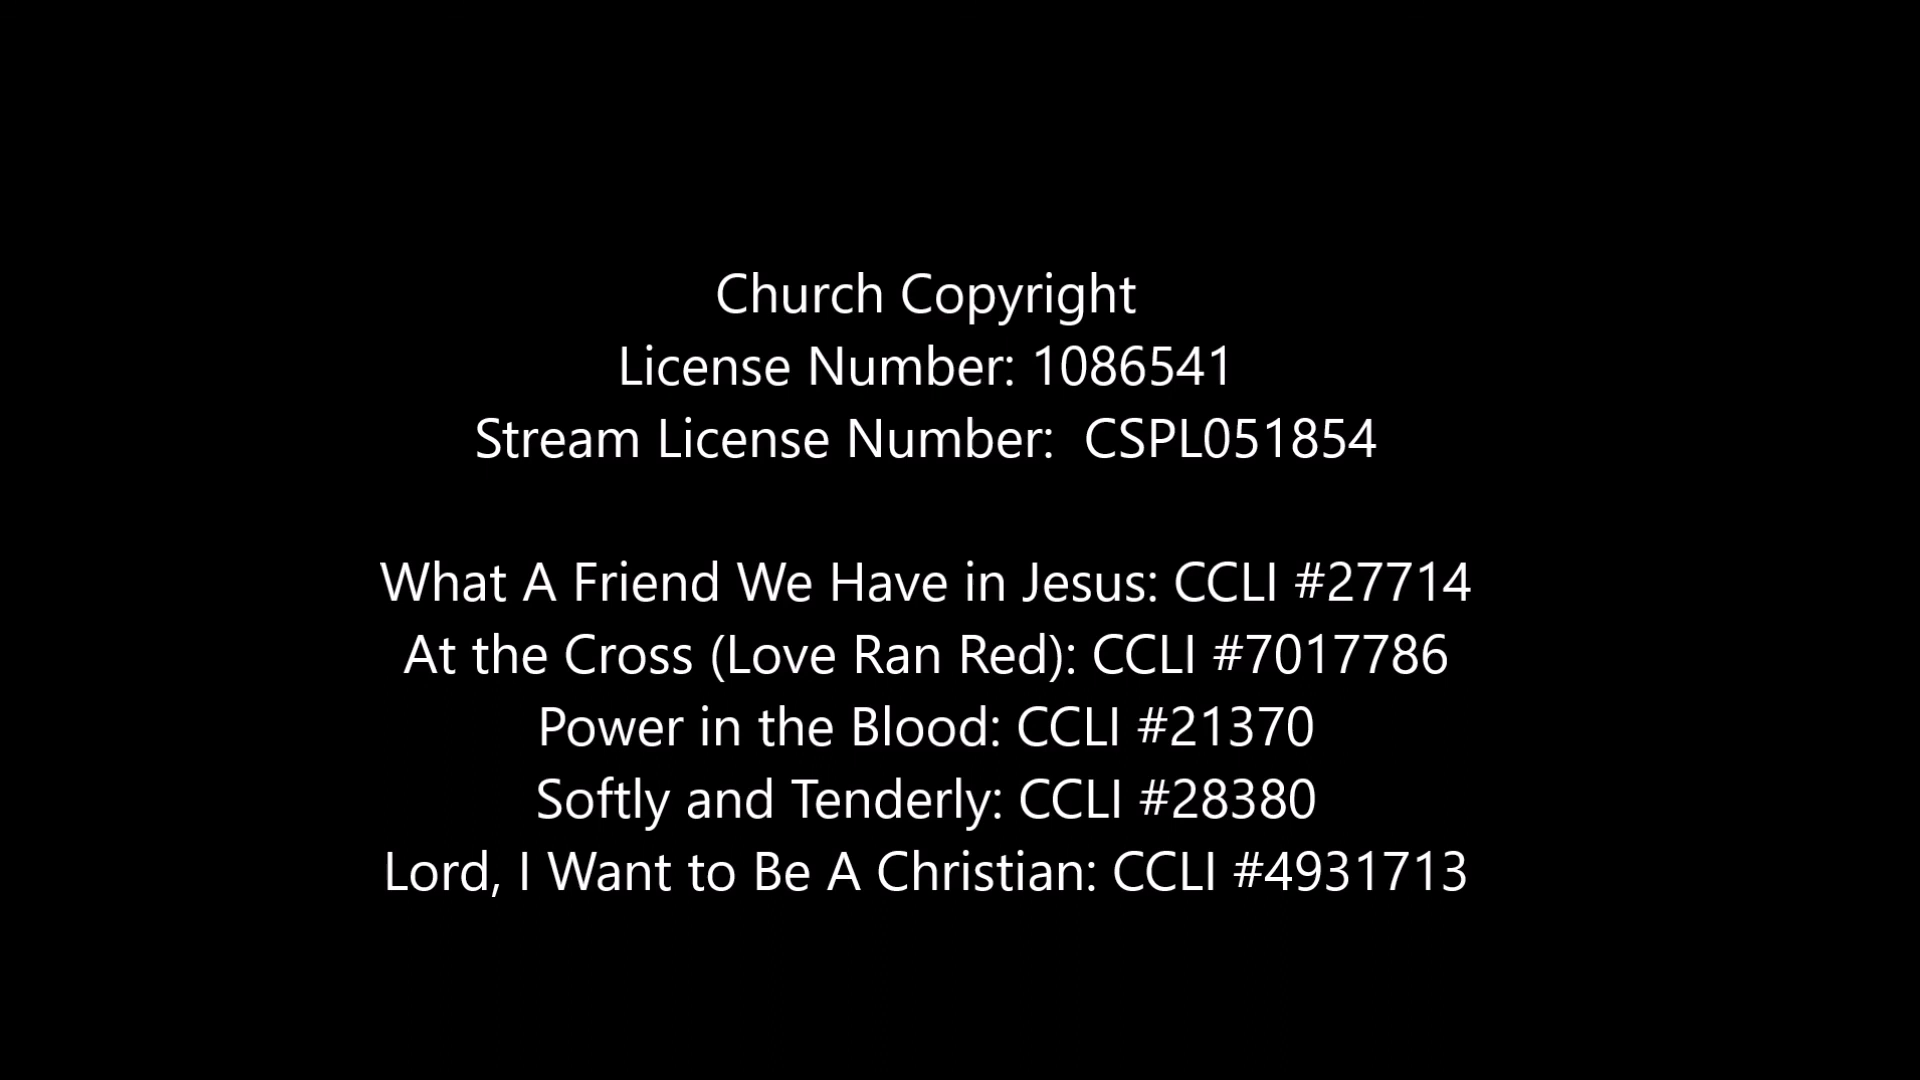 Church Copyright
License Number: 1086541
Stream License Number:  CSPL051854
What A Friend We Have in Jesus: CCLI #27714
At the Cross (Love Ran Red): CCLI #7017786
Power in the Blood: CCLI #21370
Softly and Tenderly: CCLI #28380
Lord, I Want to Be A Christian: CCLI #4931713